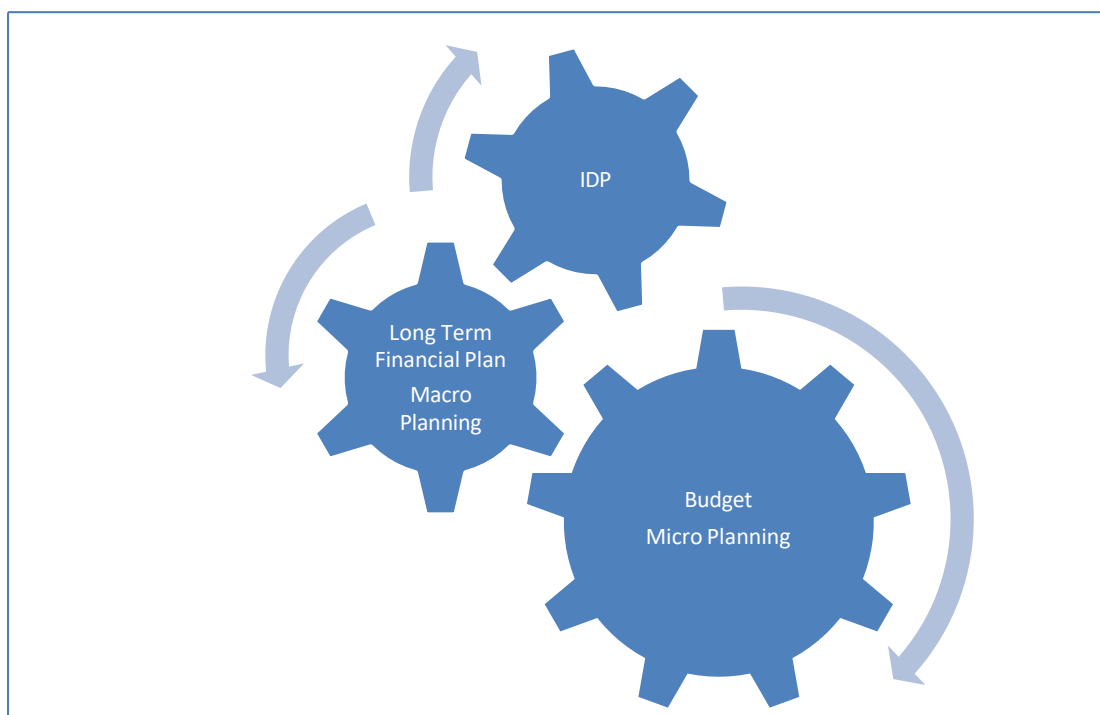 IDP
Long Term
Financial Plan
Macro
Planning
Budget
Micro Planning